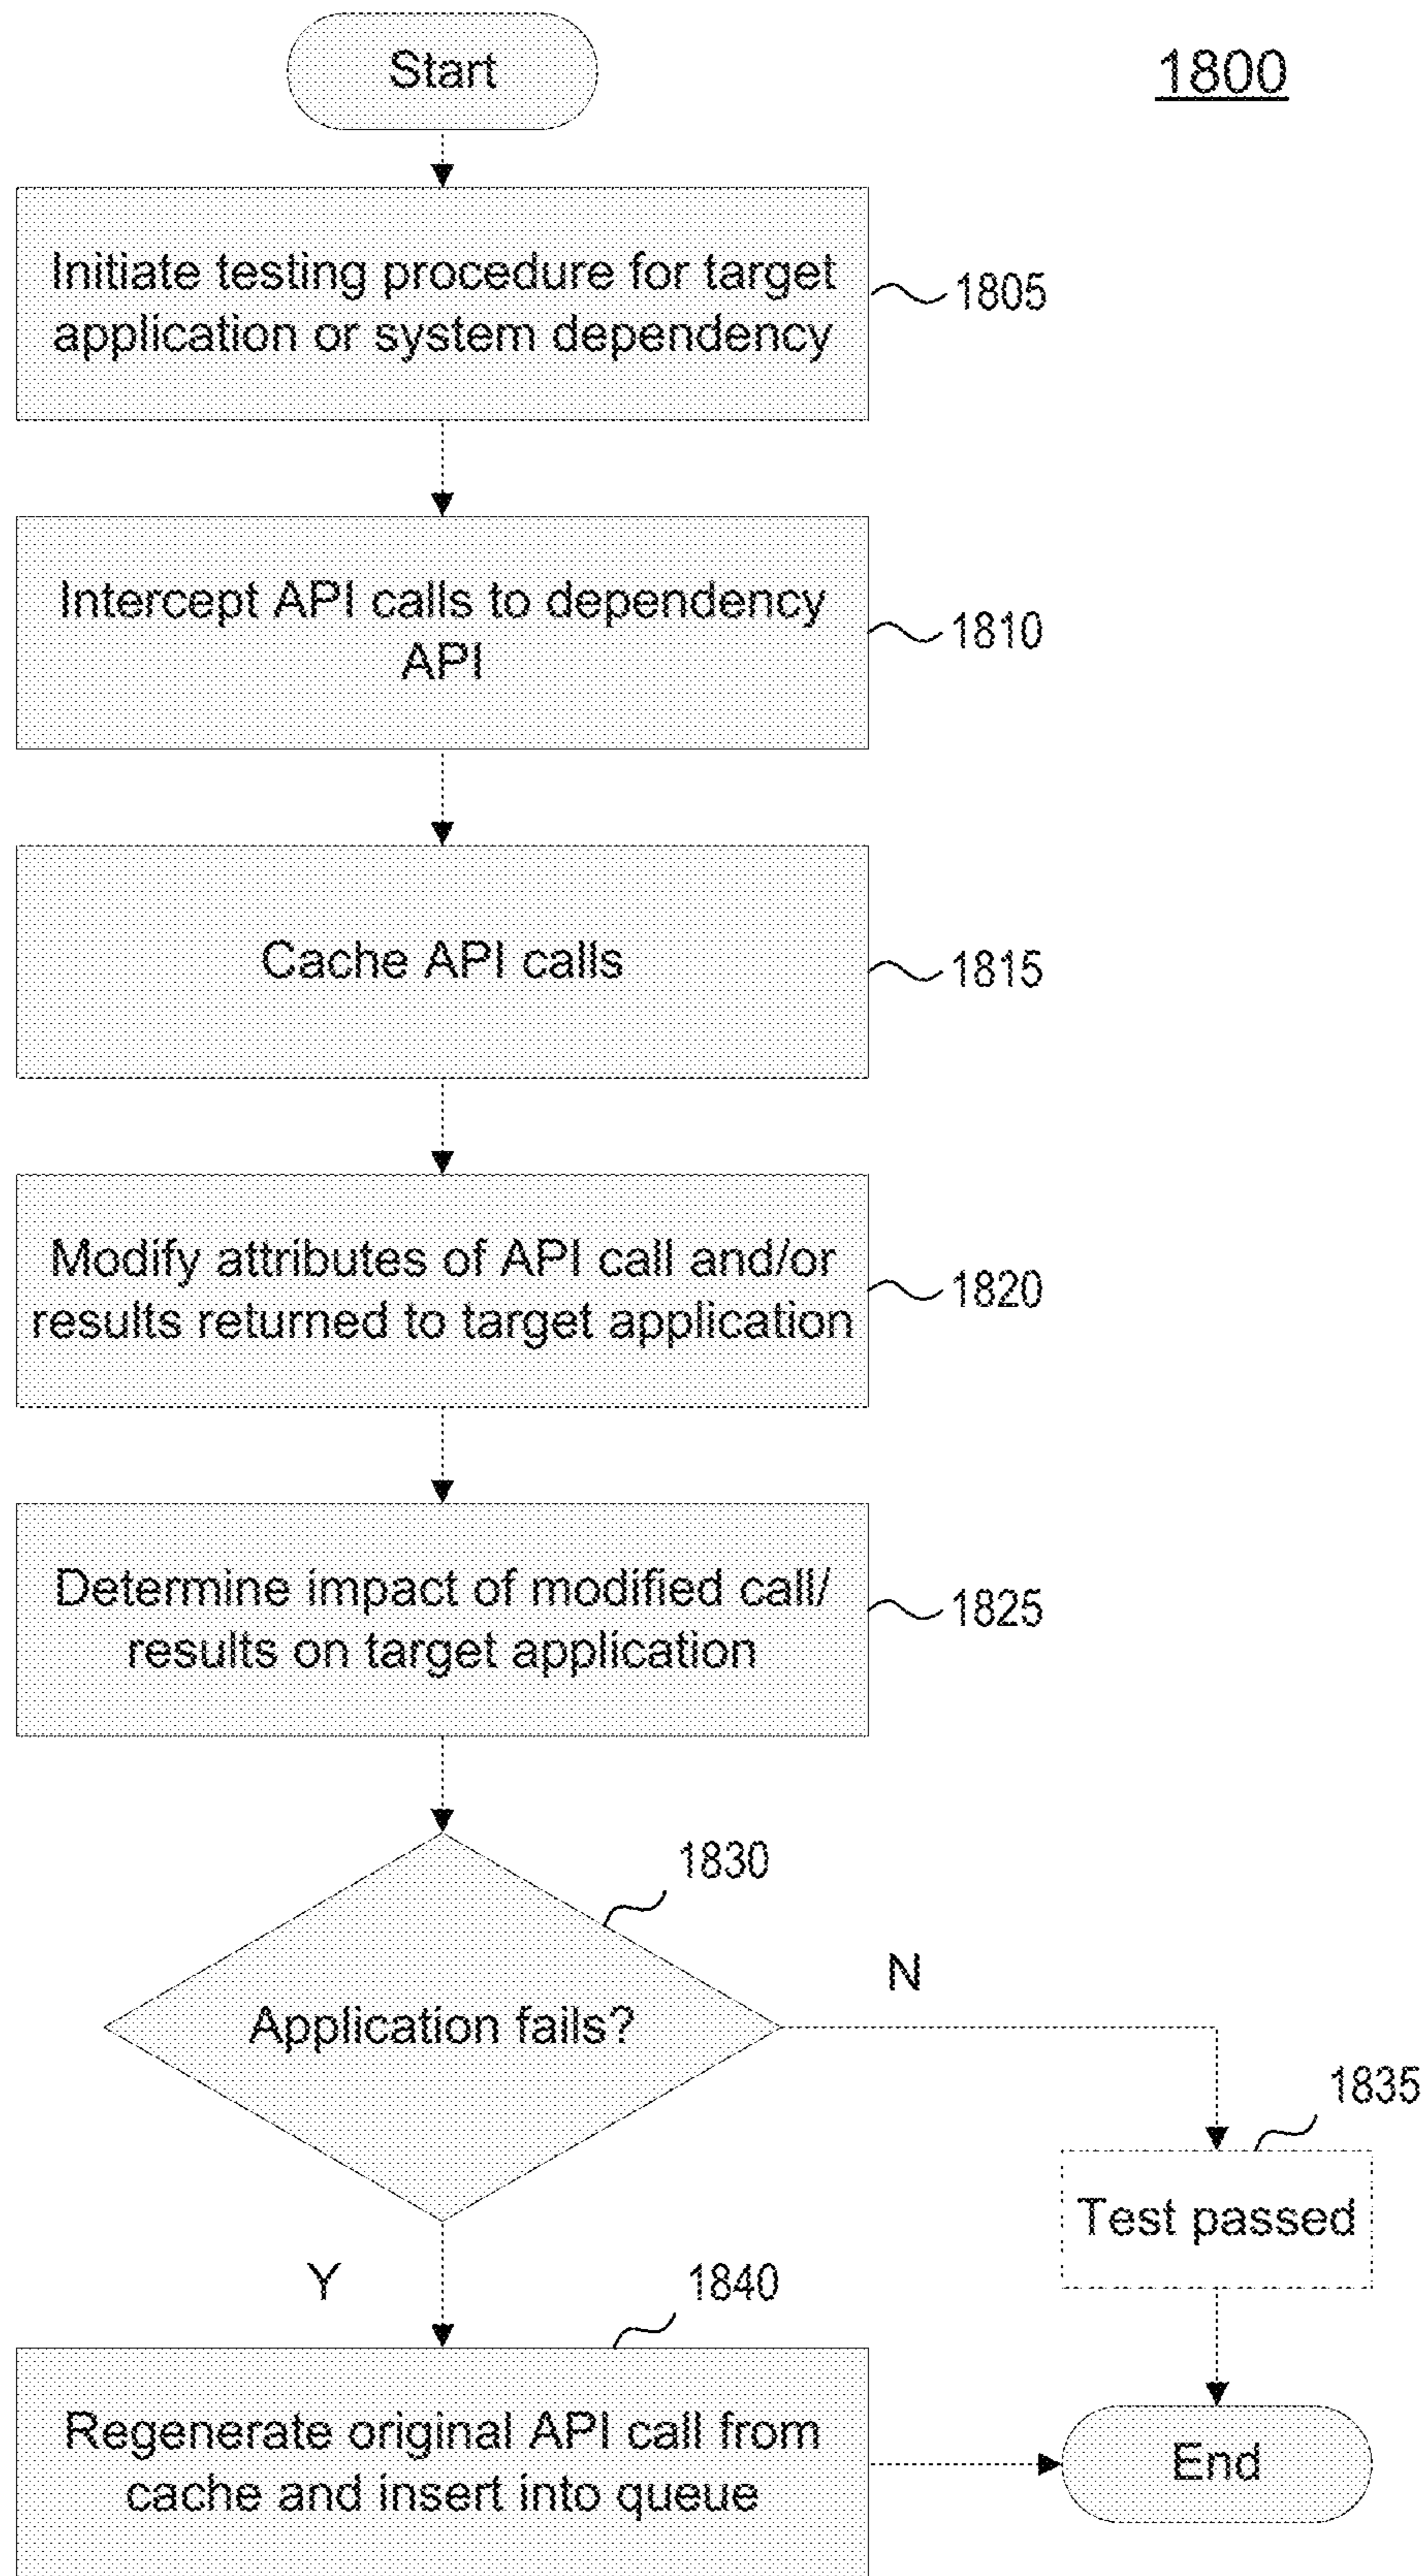 Start
1800
Initiate testing procedure for target
application or system dependency
1805
Intercept API calls to dependency
API
1810
Cache API calls
1815
Modify attributes of API call and/or
results returned to target application
1820
Determine impact of modified call/
results on target application
1825
1830
Application fails?
N
1835
Test passed
Y
1840
Regenerate original API call from
cache and insert into queue
End